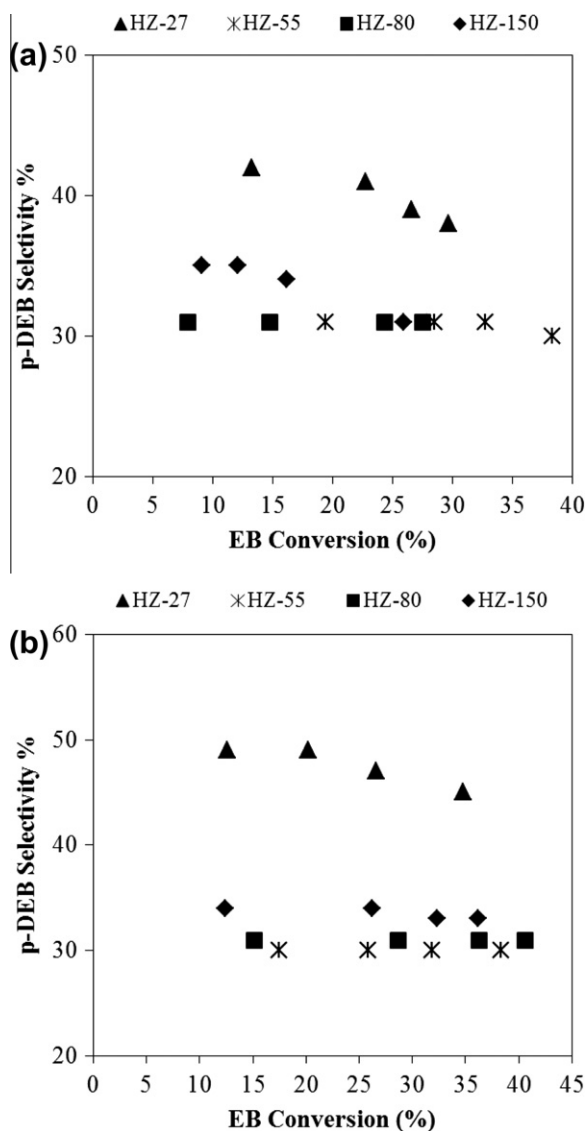 ▲HZ-27 ✳HZ-55 ■HZ-80 ◆HZ-150
(a)
50
40
30
20
p-DEB Selctivity %
0 5 10 15 20 25 30 35 40
EB Conversion (%)
▲HZ-27 ✳HZ-55 ■HZ-80 ◆HZ-150
(b)
60
50
40
30
20
p-DEB Selectivity %
0 5 10 15 20 25 30 35 40 45
EB Conversion (%)